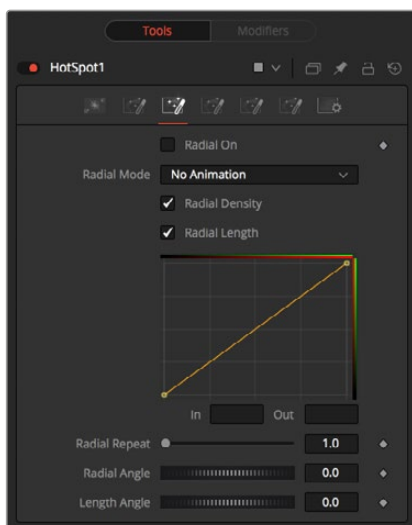 Tools Modifiers
HotSpot1
Radial On
Radial Mode No Animation
Radial Density
Radial Length
In Out
Radial Repeat 1.0
Radial Angle 0.0
Length Angle 0.0